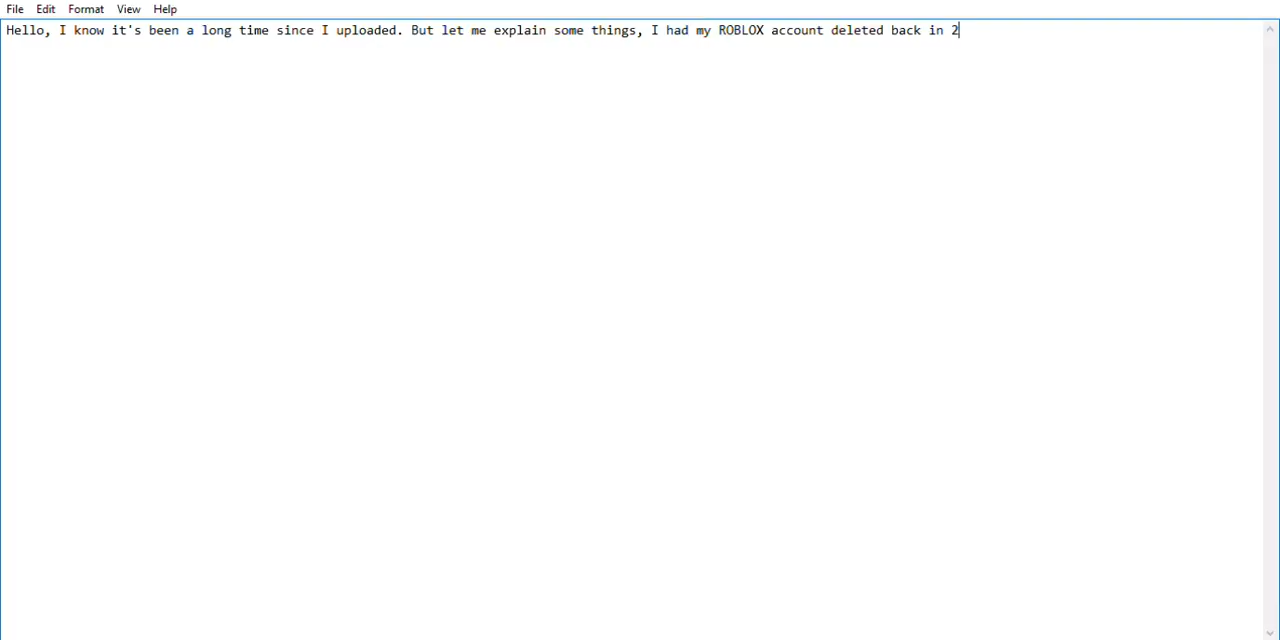 File Edit Format View Help
Hello, I know it's been a long time since I uploaded. But let me explain some things, I had my ROBLOX account deleted back in 2